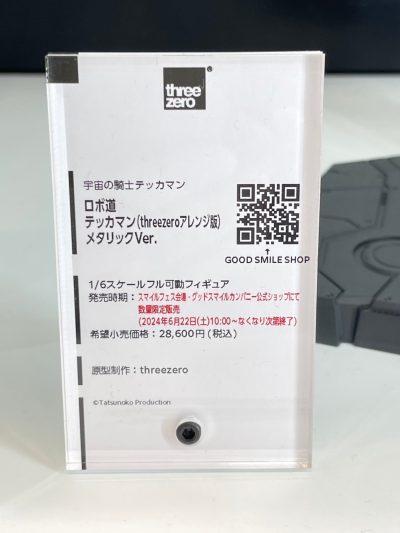 three
zero
®
宇宙の騎士テッカマン
ロボ道
テッカマン(threezeroアレンジ版)
メタリックVer.
↑
GOOD SMILE SHOP
1/6スケールフル可動フィギュア
発売時期：スマイルフェス会場・グッドスマイルカンパニー公式ショップにて
数量限定販売
(2024年6月22日(土)10:00~なくなり次第終了)
希望小売価格：28,600円(税込)
原型制作：threezero
©Tatsunoko Production